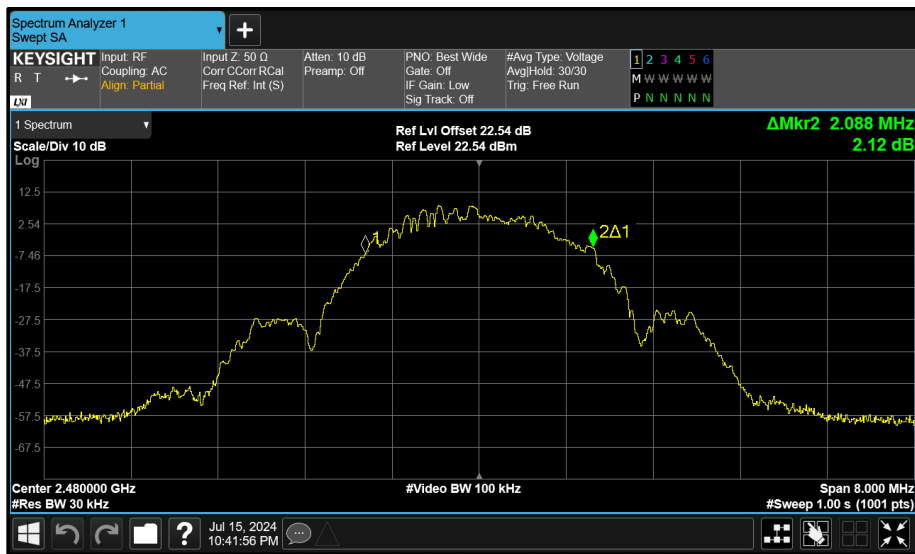 Spectrum Analyzer 1
Swept SA
+
KEYSIGHT
R T
LXI
Input: RF
Coupling: AC
Align: Partial
Input Z: 50 Ω
Corr CCorr RCal
Freq Ref: Int (S)
Atten: 10 dB
Preamp: Off
PNO: Best Wide
Gate: Off
IF Gain: Low
Sig Track: Off
#Avg Type: Voltage
Avg|Hold: 30/30
Trig: Free Run
1 2 3 4 5 6
M W W W W W
P N N N N N
1 Spectrum
Scale/Div 10 dB
Log
Ref Lvl Offset 22.54 dB
Ref Level 22.54 dBm
ΔMkr2 2.088 MHz
2.12 dB
12.5
2.54
-7.46
-17.5
-27.5
-37.5
-47.5
-57.5
-67.5
1
2Δ1
Center 2.480000 GHz
#Res BW 30 kHz
#Video BW 100 kHz
Span 8.000 MHz
#Sweep 1.00 s (1001 pts)
?
Jul 15, 2024
10:41:56 PM